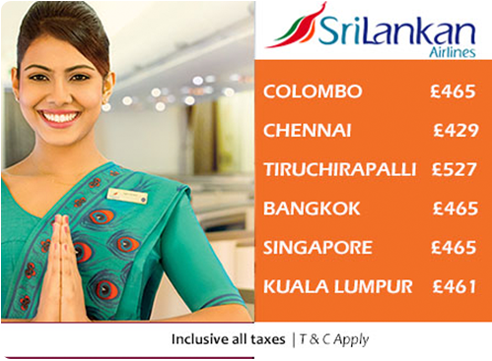 SriLankan
Airlines
COLOMBO £465
CHENNAI £429
TIRUCHIRAPALLI £527
BANGKOK £465
SINGAPORE £465
KUALA LUMPUR £461
Inclusive all taxes | T & C Apply